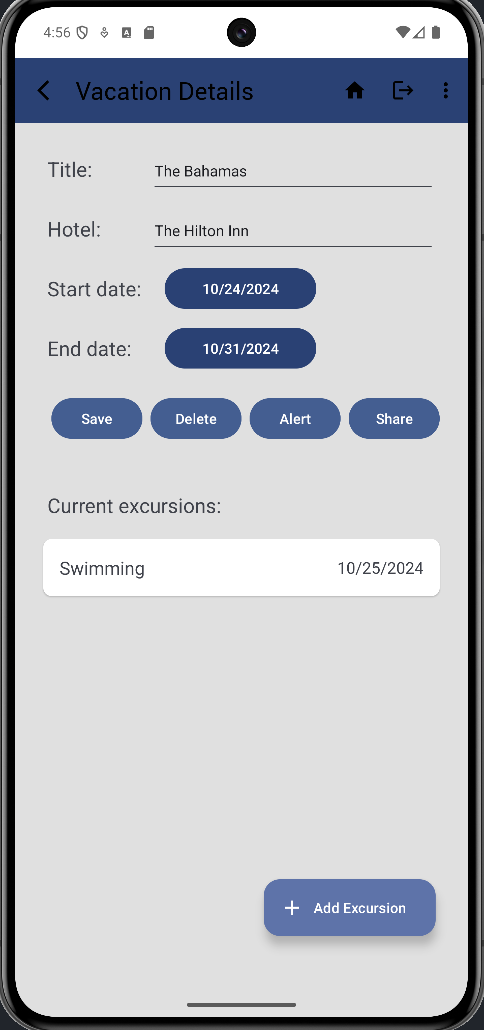 4:56
Vacation Details
Title: The Bahamas
Hotel: The Hilton Inn
Start date: 10/24/2024
End date: 10/31/2024
Save Delete Alert Share
Current excursions:
Swimming 10/25/2024
+ Add Excursion